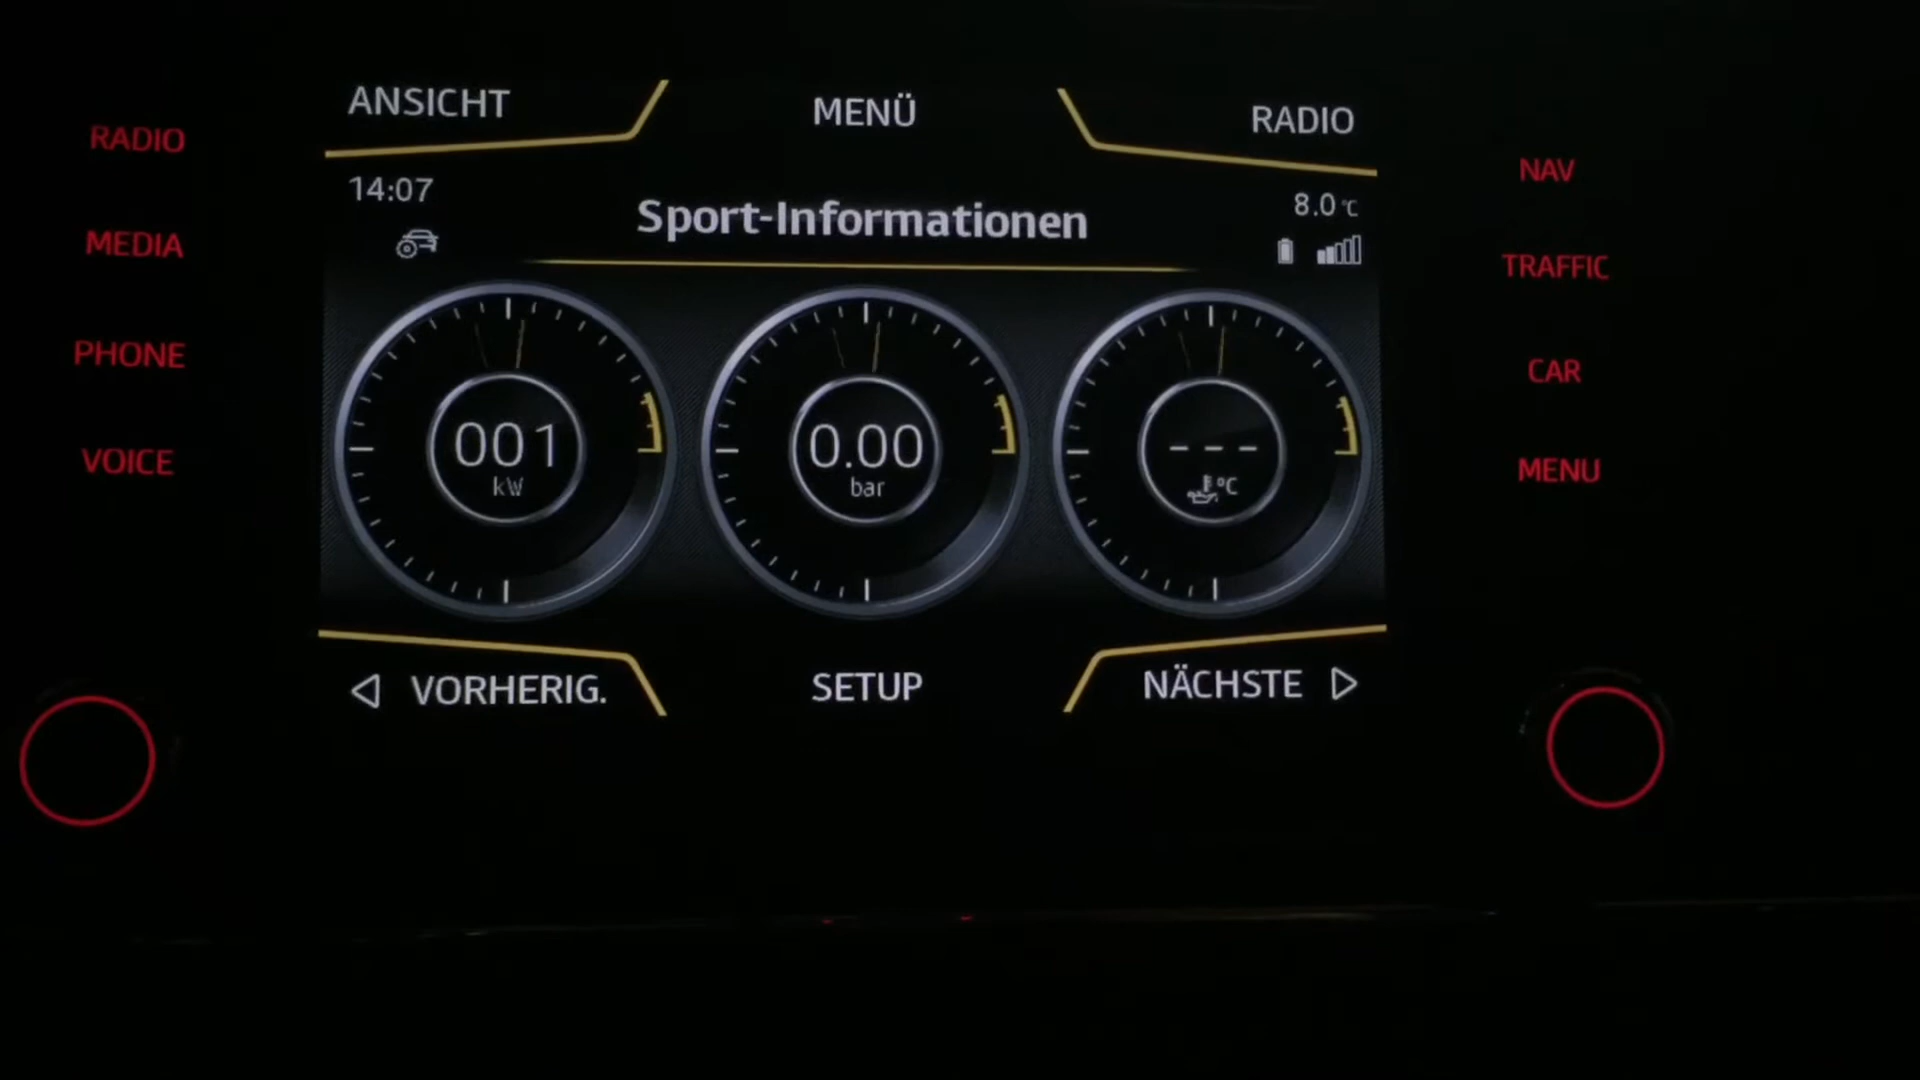 ANSICHT
MENÜ
RADIO
14:07
Sport-Informationen
8.0 °C
RADIO
MEDIA
PHONE
VOICE
001
kW
0.00
bar
---
°C
NAV
TRAFFIC
CAR
MENU
VORHERIG.
SETUP
NÄCHSTE